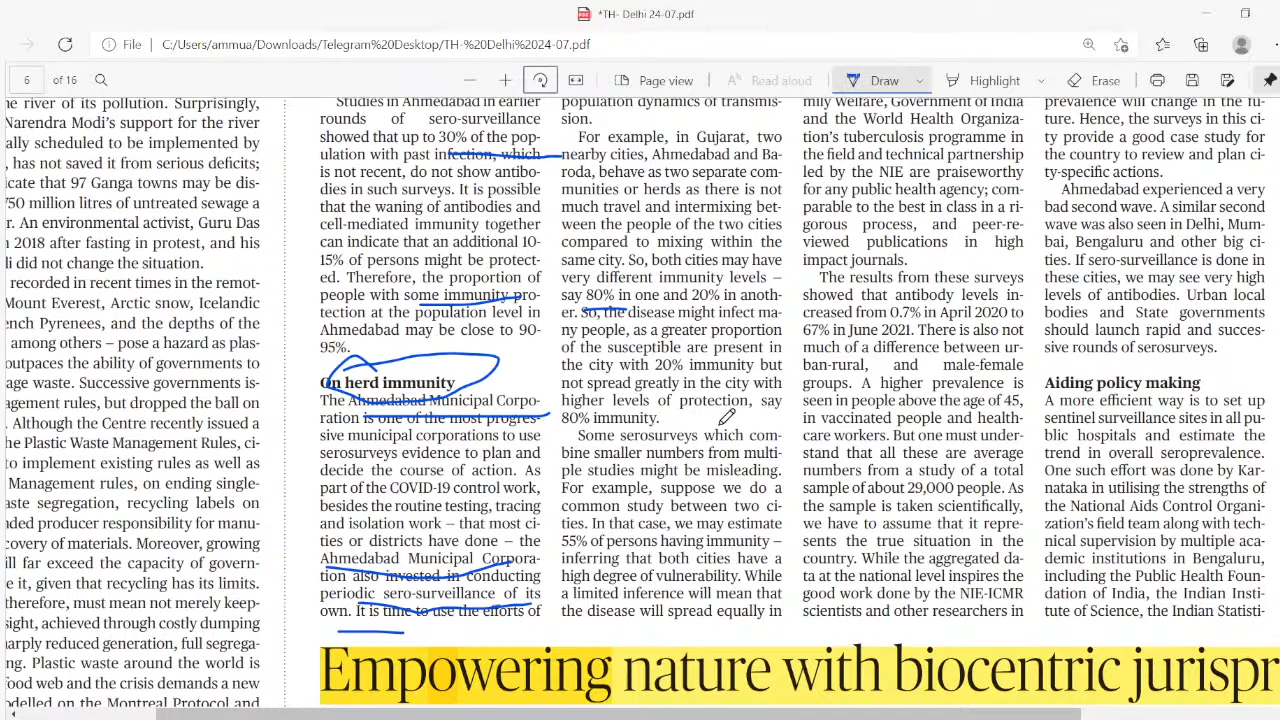 *TH- Delhi 24-07.pdf
File
C:/Users/ammua/Downloads/Telegram%20Desktop/TH-%20Delhi%2024-07.pdf
6 of 16
Page view
Read aloud
Draw
Highlight
Erase
he river of its pollution. Surprisingly,
Narendra Modi's support for the river
ally scheduled to be implemented by
, has not saved it from serious deficits;
dicate that 97 Ganga towns may be dis-
750 million litres of untreated sewage a
r. An environmental activist, Guru Das
n 2018 after fasting in protest, and his
li did not change the situation.
recorded in recent times in the remot-
Mount Everest, Arctic snow, Icelandic
ench Pyrenees, and the depths of the
among others – pose a hazard as plas-
outpaces the ability of governments to
age waste. Successive governments is-
agement rules, but dropped the ball on
. Although the Centre recently issued a
he Plastic Waste Management Rules, ci-
to implement existing rules as well as
Management rules, on ending single-
aste segregation, recycling labels on
nded producer responsibility for manu-
covery of materials. Moreover, growing
ll far exceed the capacity of govern-
e it, given that recycling has its limits.
therefore, must mean not merely keep-
sight, achieved through costly dumping
harply reduced generation, full segrega-
ng. Plastic waste around the world is
food web and the crisis demands a new
odelled on the Montreal Protocol and
Studies in Ahmedabad in earlier
rounds of sero-surveillance
showed that up to 30% of the pop-
ulation with past infection, which
is not recent, do not show antibo-
dies in such surveys. It is possible
that the waning of antibodies and
cell-mediated immunity together
can indicate that an additional 10-
15% of persons might be protect-
ed. Therefore, the proportion of
people with some immunity pro-
tection at the population level in
Ahmedabad may be close to 90-
95%.
On herd immunity
The Ahmedabad Municipal Corpo-
ration is one of the most progres-
sive municipal corporations to use
serosurveys evidence to plan and
decide the course of action. As
part of the COVID-19 control work,
besides the routine testing, tracing
and isolation work – that most ci-
ties or districts have done – the
Ahmedabad Municipal Corpora-
tion also invested in conducting
periodic sero-surveillance of its
own. It is time to use the efforts of
population dynamics of transmis-
sion.
For example, in Gujarat, two
nearby cities, Ahmedabad and Ba-
roda, behave as two separate com-
munities or herds as there is not
much travel and intermixing bet-
ween the people of the two cities
compared to mixing within the
same city. So, both cities may have
very different immunity levels –
say 80% in one and 20% in anoth-
er. So, the disease might infect ma-
ny people, as a greater proportion
of the susceptible are present in
the city with 20% immunity but
not spread greatly in the city with
higher levels of protection, say
80% immunity.
Some serosurveys which com-
bine smaller numbers from multi-
ple studies might be misleading.
For example, suppose we do a
common study between two ci-
ties. In that case, we may estimate
55% of persons having immunity –
inferring that both cities have a
high degree of vulnerability. While
a limited inference will mean that
the disease will spread equally in
mily Welfare, Government of India
and the World Health Organiza-
tion's tuberculosis programme in
the field and technical partnership
led by the NIE are praiseworthy
for any public health agency; com-
parable to the best in class in a ri-
gorous process, and peer-re-
viewed publications in high
impact journals.
The results from these surveys
showed that antibody levels in-
creased from 0.7% in April 2020 to
67% in June 2021. There is also not
much of a difference between ur-
ban-rural, and male-female
groups. A higher prevalence is
seen in people above the age of 45,
in vaccinated people and health-
care workers. But one must under-
stand that all these are average
numbers from a study of a total
sample of about 29,000 people. As
the sample is taken scientifically,
we have to assume that it repre-
sents the true situation in the
country. While the aggregated da-
ta at the national level inspires the
good work done by the NIE-ICMR
scientists and other researchers in
prevalence will change in the fu-
ture. Hence, the surveys in this ci-
ty provide a good case study for
the country to review and plan ci-
ty-specific actions.
Ahmedabad experienced a very
bad second wave. A similar second
wave was also seen in Delhi, Mum-
bai, Bengaluru and other big ci-
ties. If sero-surveillance is done in
these cities, we may see very high
levels of antibodies. Urban local
bodies and State governments
should launch rapid and succes-
sive rounds of serosurveys.
Aiding policy making
A more efficient way is to set up
sentinel surveillance sites in all pu-
blic hospitals and estimate the
trend in overall seroprevalence.
One such effort was done by Kar-
nataka in utilising the strengths of
the National Aids Control Organi-
zation's field team along with tech-
nical supervision by multiple aca-
demic institutions in Bengaluru,
including the Public Health Foun-
dation of India, the Indian Insti-
tute of Science, the Indian Statisti-
Empowering nature with biocentric jurispr